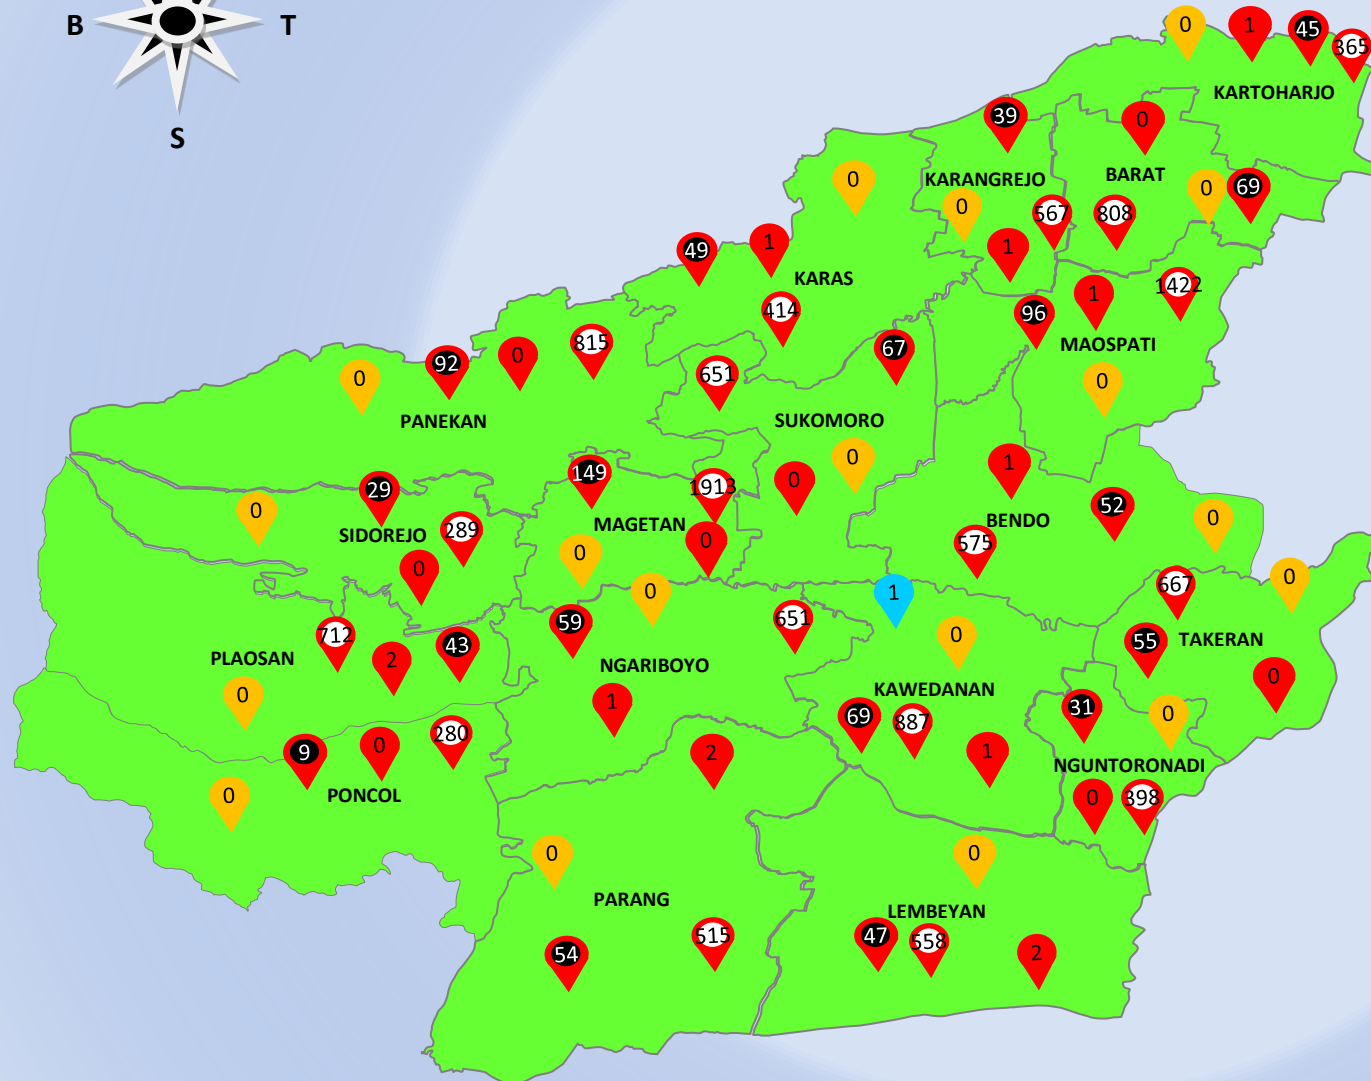 B T
S
0 1 45 365
KARTOHARJO
39 0
0 KARANGREJO BARAT 0 69
0 567 808
49 1 1
KARAS 1422
414 96 1
815 67 MAOSPATI
0 92 0 651 0
PANEKAN SUKOMORO
0 1
149 1913 0
29 52 0
0 SIDOREJO 289 MAGETAN BENDO
0 0 575
0 0 1 667 0
59 651 0
712 43 55 TAKERAN
PLAOSAN 2 NGARIBOYO 0
0 1 KAWEDANAN 31 0
69 887
9 0 280 2 1 NGUNTORONADI
0 PONCOL 0 398
0 0
PARANG LEMBEYAN
54 515 47 558 2